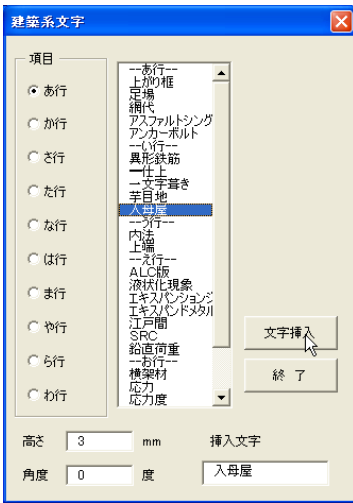 建築系文字
項目
あ行
か行
さ行
た行
な行
は行
ま行
や行
ら行
わ行
--あ行--
上がり框
足場
網代
アスファルトシング
アンカーボルト
--い行--
異形鉄筋
一仕上
一文字葺き
芋目地
入母屋
--う行--
内法
上端
--え行--
ALC版
液状化現象
エキスパンションジ
エキスパンドメタル
江戸間
SRC
鉛直荷重
--お行--
横架材
応力
応力度
文字挿入
終 了
高さ 3 mm
角度 0 度
挿入文字
入母屋